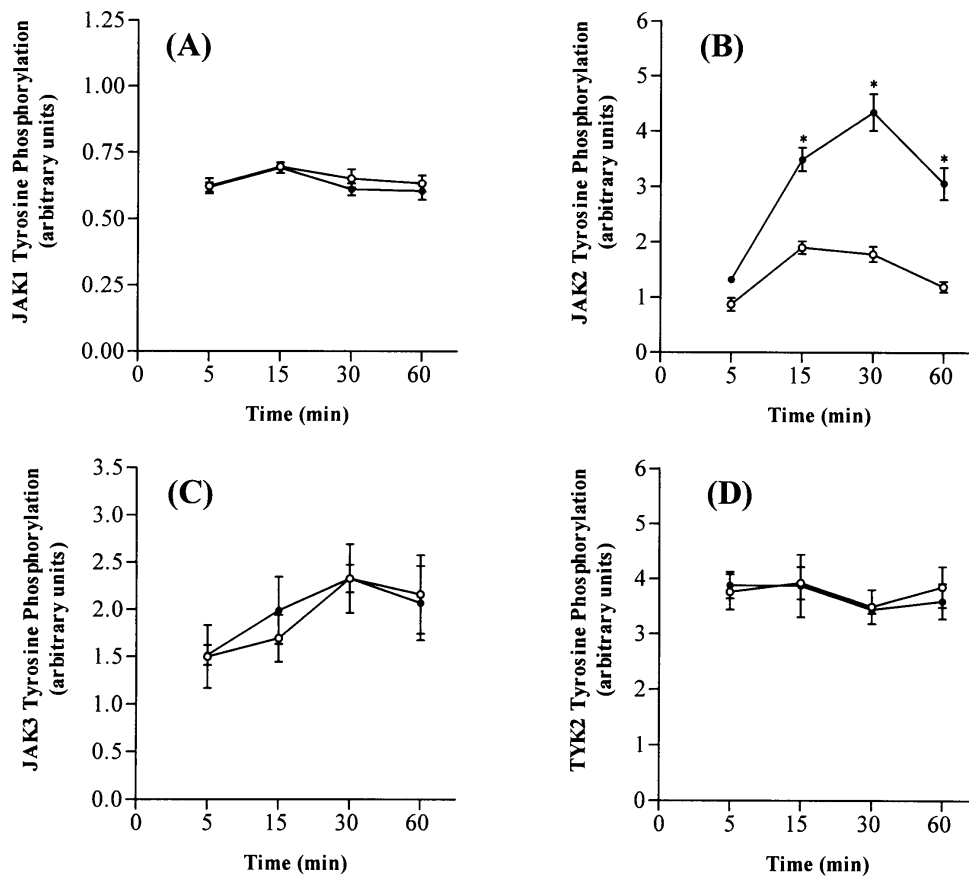 (A)
JAK1 Tyrosine Phosphorylation
(arbitrary units)
1.25
1.00
0.75
0.50
0.25
0.00
0 5 15 30 60
Time (min)
(B)
JAK2 Tyrosine Phosphorylation
(arbitrary units)
6
5
4
3
2
1
0
* * *
0 5 15 30 60
Time (min)
(C)
JAK3 Tyrosine Phosphorylation
(arbitrary units)
3.5
3.0
2.5
2.0
1.5
1.0
0.5
0.0
0 5 15 30 60
Time (min)
(D)
TYK2 Tyrosine Phosphorylation
(arbitrary units)
6
5
4
3
2
1
0
0 5 15 30 60
Time (min)